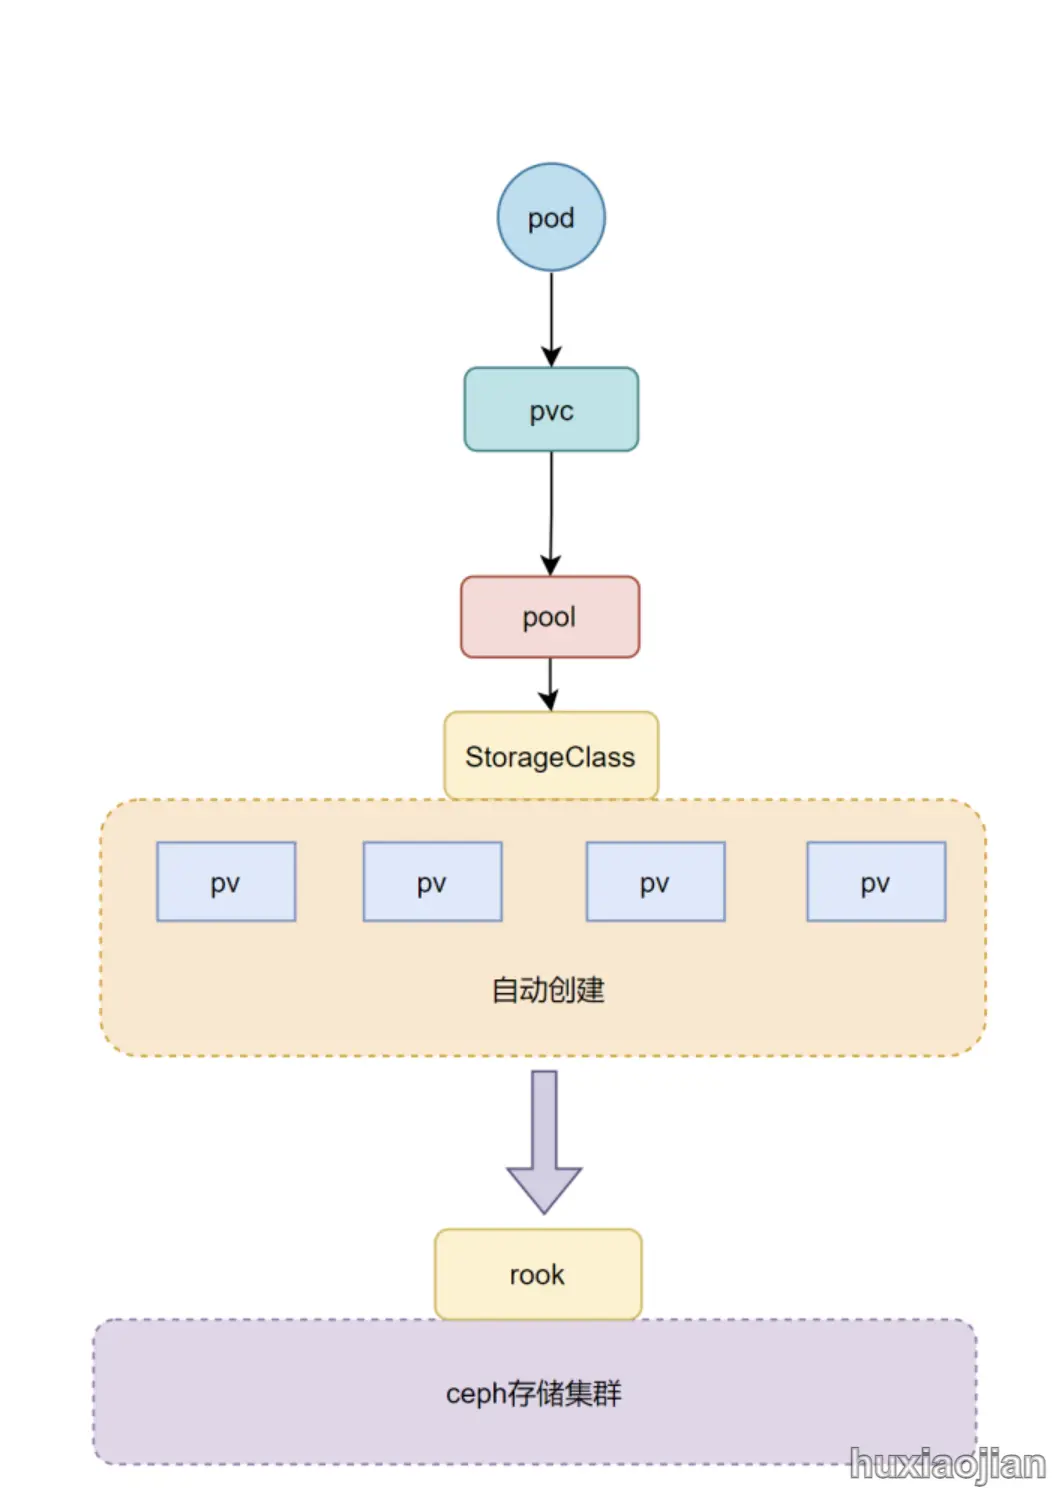 pod
pvc
pool
StorageClass
pv
pv
pv
pv
自动创建
rook
ceph存储集群
huxiaojian